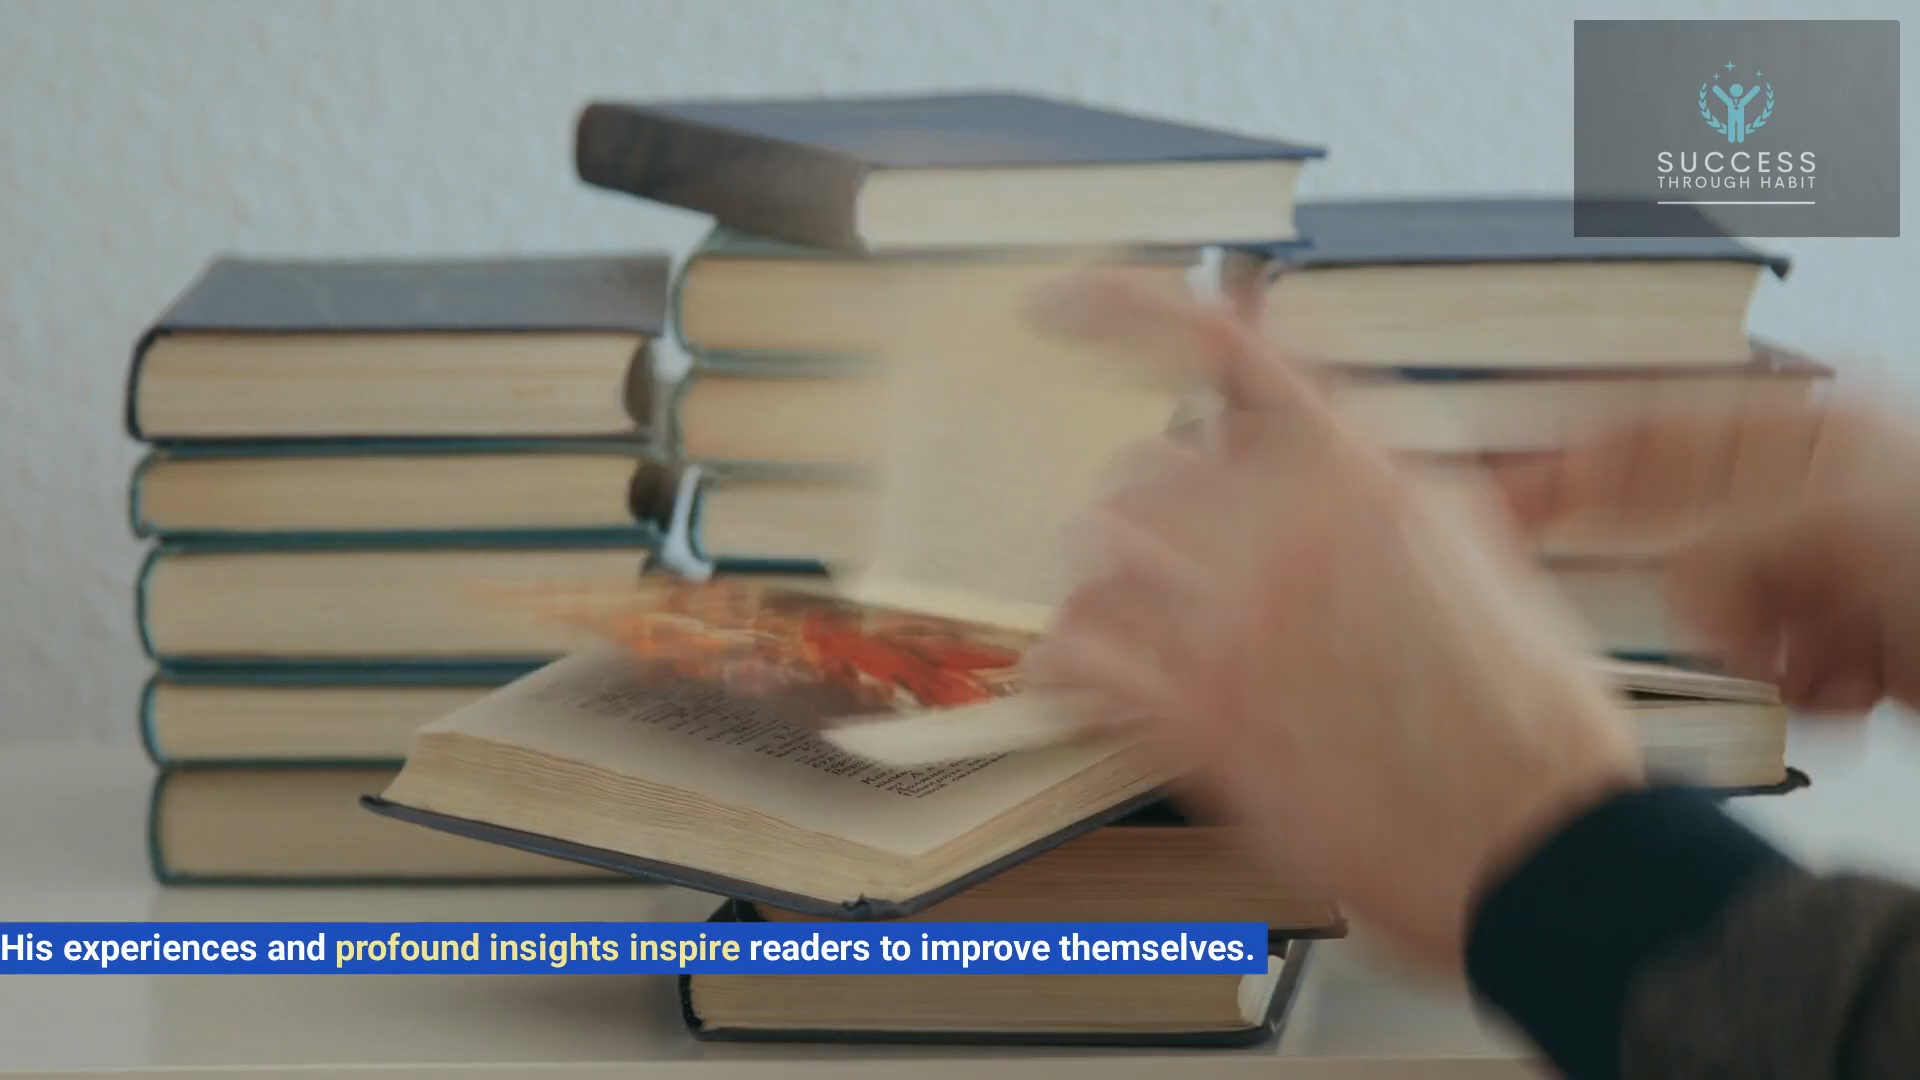 SUCCESS
THROUGH HABIT
His experiences and profound insights inspire readers to improve themselves.